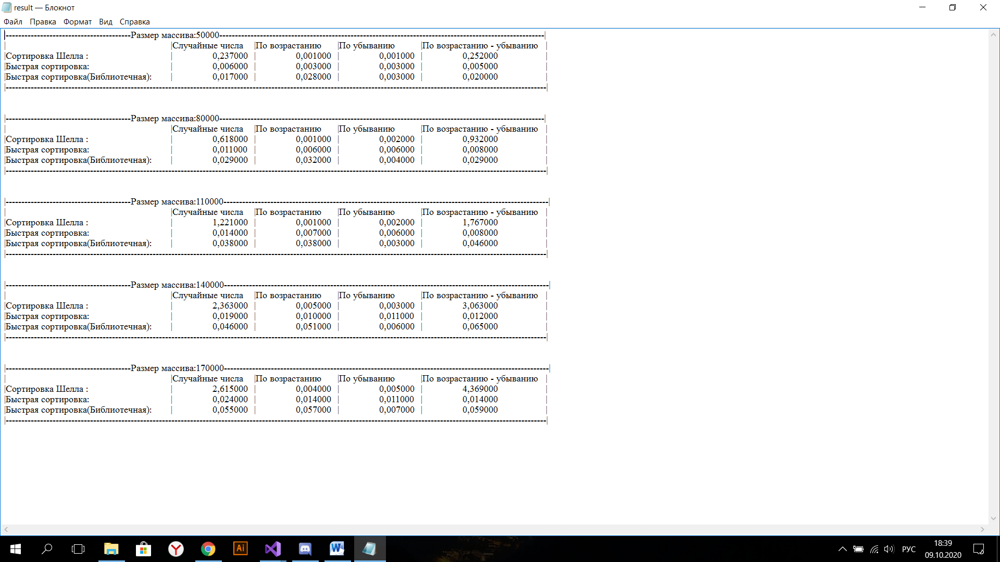 result — Блокнот
Файл Правка Формат Вид Справка
|----------------------------------------Размер массива:50000--------------------------------------------------------------------------------------------------------|
| |Случайные числа |По возрастанию |По убыванию |По возрастанию - убыванию |
|Сортировка Шелла : | 0,237000 | 0,001000 | 0,001000 | 0,252000 |
|Быстрая сортировка: | 0,006000 | 0,003000 | 0,003000 | 0,005000 |
|Быстрая сортировка(Библиотечная): | 0,017000 | 0,028000 | 0,003000 | 0,020000 |
|-----------------------------------------------------------------------------------------------------------------------------------------------------------------------------|
|----------------------------------------Размер массива:80000--------------------------------------------------------------------------------------------------------|
| |Случайные числа |По возрастанию |По убыванию |По возрастанию - убыванию |
|Сортировка Шелла : | 0,618000 | 0,001000 | 0,002000 | 0,932000 |
|Быстрая сортировка: | 0,011000 | 0,006000 | 0,006000 | 0,008000 |
|Быстрая сортировка(Библиотечная): | 0,029000 | 0,032000 | 0,004000 | 0,029000 |
|-----------------------------------------------------------------------------------------------------------------------------------------------------------------------------|
|----------------------------------------Размер массива:110000--------------------------------------------------------------------------------------------------------|
| |Случайные числа |По возрастанию |По убыванию |По возрастанию - убыванию |
|Сортировка Шелла : | 1,221000 | 0,001000 | 0,002000 | 1,767000 |
|Быстрая сортировка: | 0,014000 | 0,007000 | 0,006000 | 0,008000 |
|Быстрая сортировка(Библиотечная): | 0,038000 | 0,038000 | 0,003000 | 0,046000 |
|-----------------------------------------------------------------------------------------------------------------------------------------------------------------------------|
|----------------------------------------Размер массива:140000--------------------------------------------------------------------------------------------------------|
| |Случайные числа |По возрастанию |По убыванию |По возрастанию - убыванию |
|Сортировка Шелла : | 2,363000 | 0,005000 | 0,003000 | 3,063000 |
|Быстрая сортировка: | 0,019000 | 0,010000 | 0,011000 | 0,012000 |
|Быстрая сортировка(Библиотечная): | 0,046000 | 0,051000 | 0,006000 | 0,065000 |
|-----------------------------------------------------------------------------------------------------------------------------------------------------------------------------|
|----------------------------------------Размер массива:170000--------------------------------------------------------------------------------------------------------|
| |Случайные числа |По возрастанию |По убыванию |По возрастанию - убыванию |
|Сортировка Шелла : | 2,615000 | 0,004000 | 0,005000 | 4,369000 |
|Быстрая сортировка: | 0,024000 | 0,014000 | 0,011000 | 0,014000 |
|Быстрая сортировка(Библиотечная): | 0,055000 | 0,057000 | 0,007000 | 0,059000 |
|-----------------------------------------------------------------------------------------------------------------------------------------------------------------------------|
Ai
W
РУС
18:39
09.10.2020